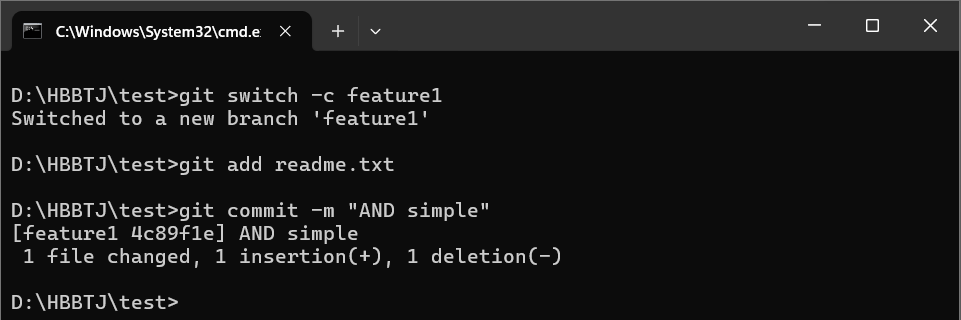 C:\Windows\System32\cmd.e
D:\HBBTJ\test>git switch -c feature1
Switched to a new branch 'feature1'
D:\HBBTJ\test>git add readme.txt
D:\HBBTJ\test>git commit -m "AND simple"
[feature1 4c89f1e] AND simple
 1 file changed, 1 insertion(+), 1 deletion(-)
D:\HBBTJ\test>